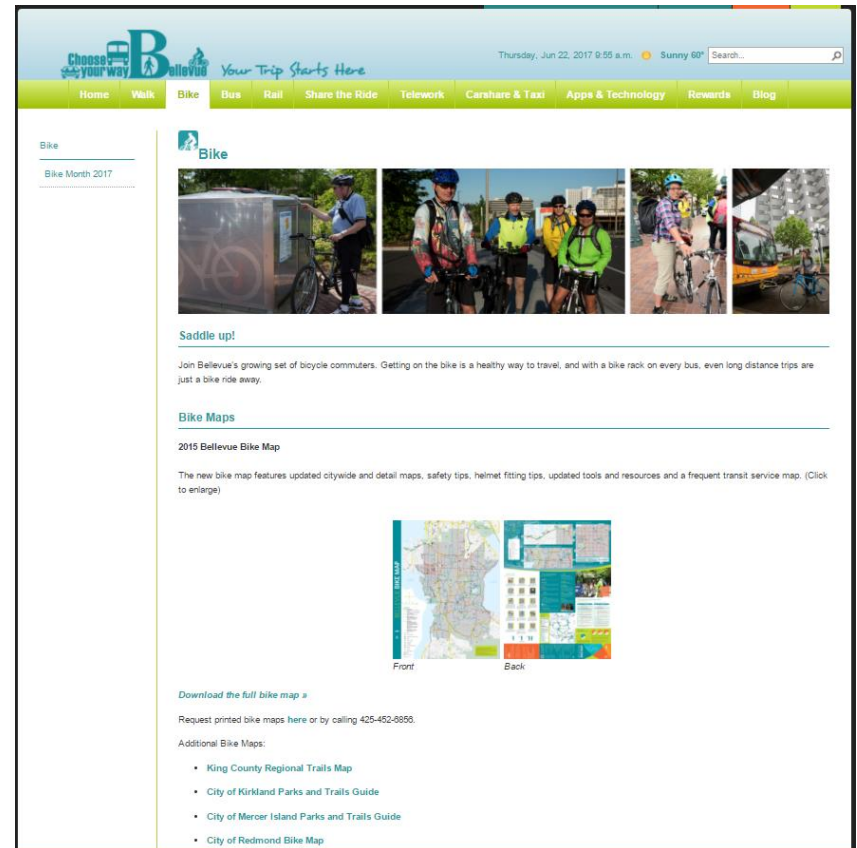 Choose your way Bellevue
Your Trip Starts Here
Thursday, Jun 22, 2017 9:55 a.m. Sunny 60° Search...
Home Walk Bike Bus Rail Share the Ride Telework Carshare & Taxi Apps & Technology Rewards Blog
Bike
Bike Month 2017
Bike
Saddle up!
Join Bellevue's growing set of bicycle commuters. Getting on the bike is a healthy way to travel, and with a bike rack on every bus, even long distance trips are
just a bike ride away.
Bike Maps
2015 Bellevue Bike Map
The new bike map features updated citywide and detail maps, safety tips, helmet fitting tips, updated tools and resources and a frequent transit service map. (Click
to enlarge)
BIKE MAP
Front Back
Download the full bike map »
Request printed bike maps here or by calling 425-452-6856.
Additional Bike Maps:
• King County Regional Trails Map
• City of Kirkland Parks and Trails Guide
• City of Mercer Island Parks and Trails Guide
• City of Redmond Bike Map